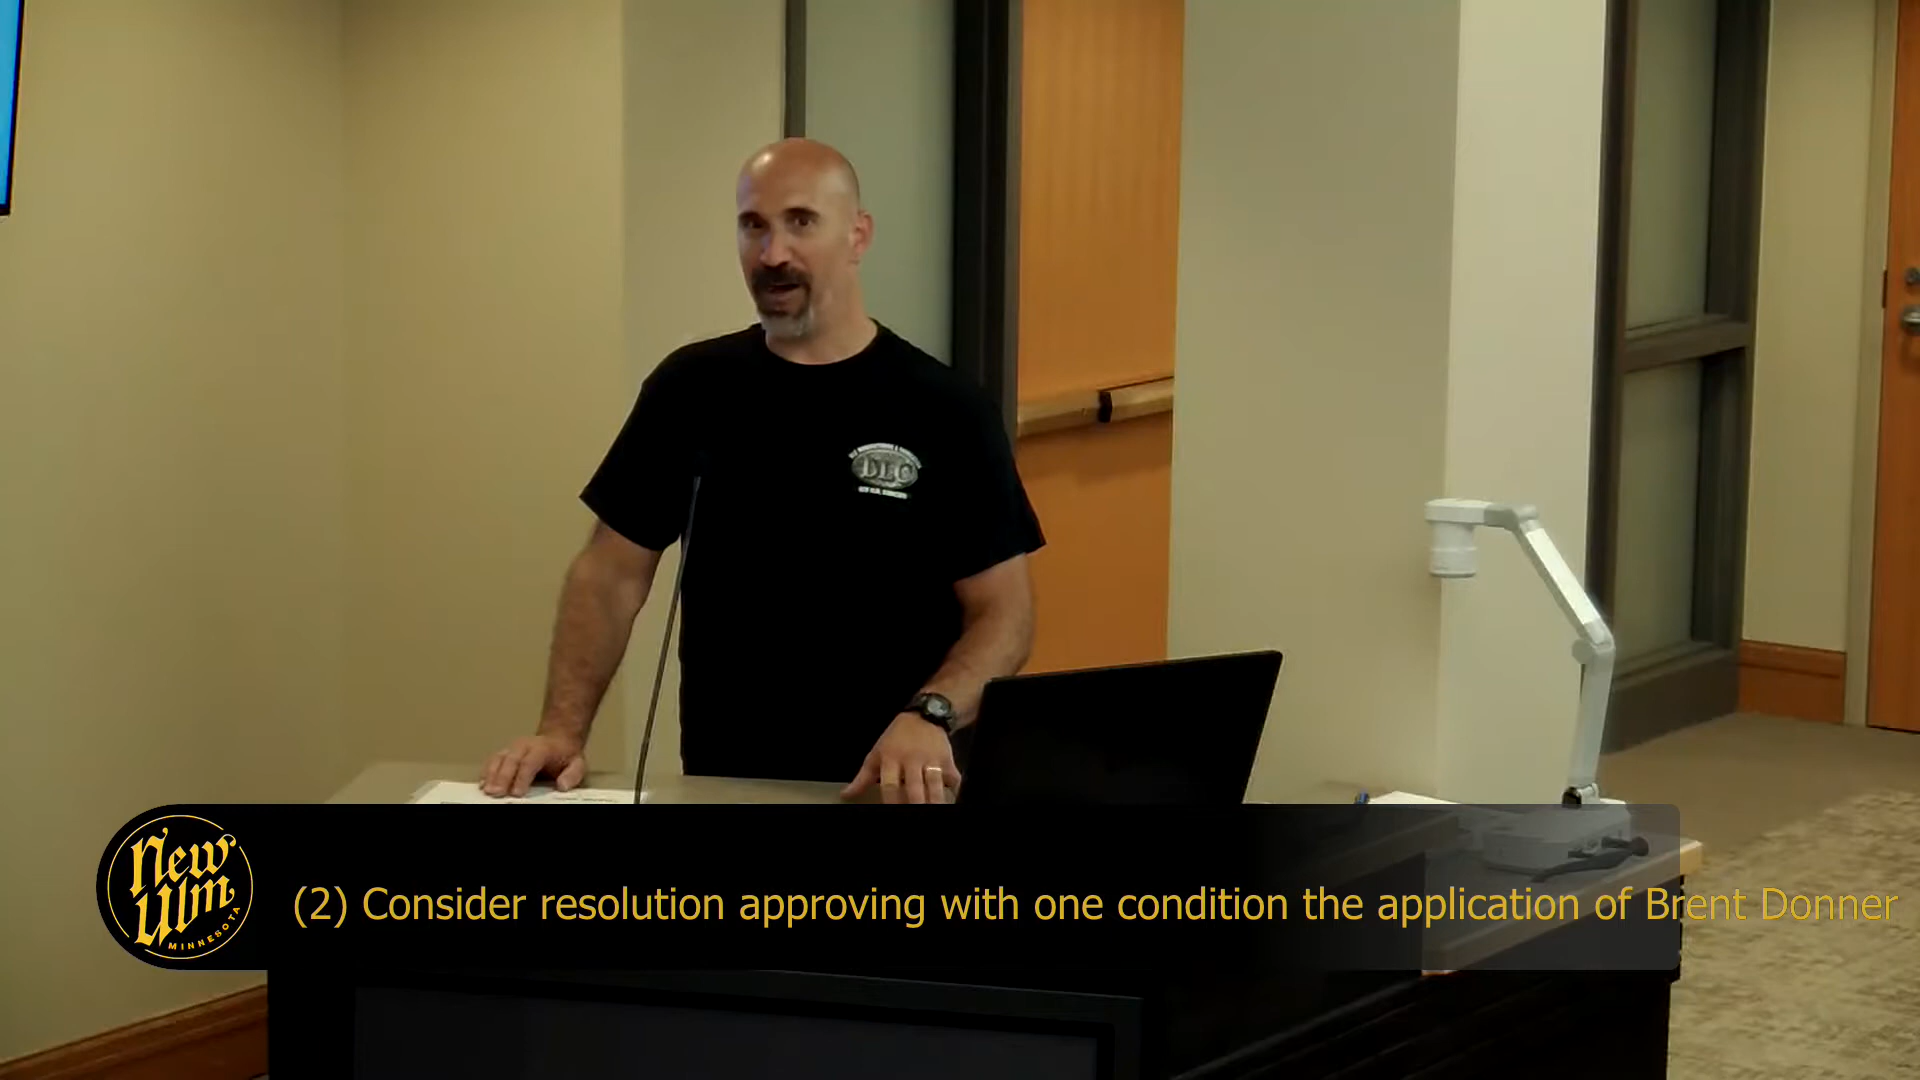 DLC
New
Ulm
MINNESOTA
(2) Consider resolution approving with one condition the application of Brent Donner